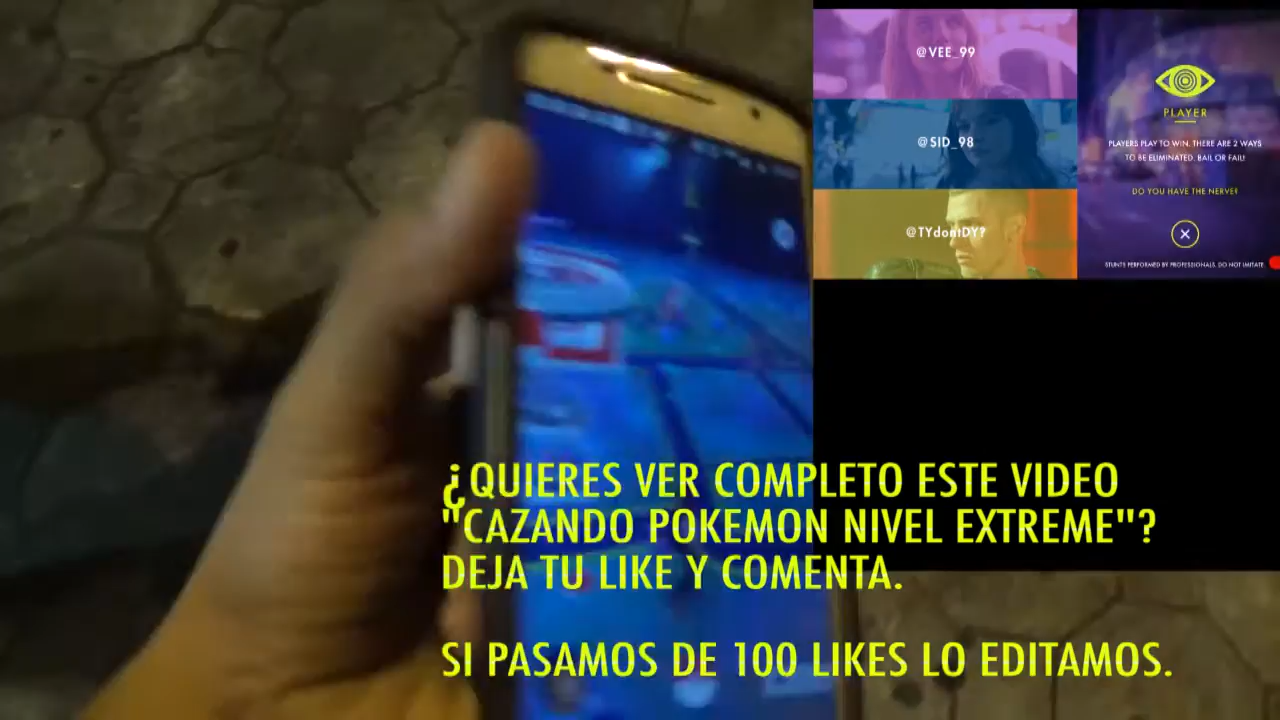 @VEE_99
@SID_98
@TYdontDY?
PLAYER
PLAYERS PLAY TO WIN. THERE ARE 2 WAYS
TO BE ELIMINATED. BAIL OR FAIL!
DO YOU HAVE THE NERVE?
STUNTS PERFORMED BY PROFESSIONALS. DO NOT IMITATE.
¿QUIERES VER COMPLETO ESTE VIDEO
"CAZANDO POKEMON NIVEL EXTREME"?
DEJA TU LIKE Y COMENTA.
SI PASAMOS DE 100 LIKES LO EDITAMOS.